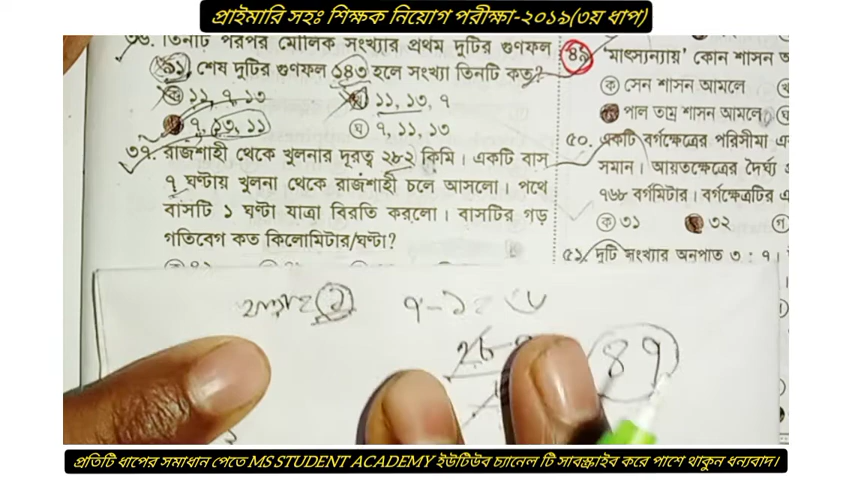 প্রাইমারি সহঃ শিক্ষক নিয়োগ পরীক্ষা-২০১৯(৩য় ধাপ)
৩৬. তিনটি পরপর মৌলিক সংখ্যার প্রথম দুটির গুণফল
৯১, শেষ দুটির গুণফল ১৪৩ হলে সংখ্যা তিনটি কত?
১১, ৭, ১৩
১১, ১৩, ৭
৭, ১৩, ১১
ঘ ৭, ১১, ১৩
৩৭. রাজশাহী থেকে খুলনার দূরত্ব ২৮২ কিমি। একটি বাস
৭ ঘণ্টায় খুলনা থেকে রাজশাহী চলে আসলো। পথে
বাসটি ১ ঘণ্টা যাত্রা বিরতি করলো। বাসটির গড়
গতিবেগ কত কিলোমিটার/ঘণ্টা?
৪৯ 'মাৎস্যন্যায়' কোন শাসন
ক সেন শাসন আমলে
পাল তাম্র শাসন আমলে
৫০. একটি বর্গক্ষেত্রের পরিসীমা
সমান। আয়তক্ষেত্রের দৈর্ঘ্য
৭৬৮ বর্গমিটার। বর্গক্ষেত্রটির
ক ৩১
৩২
গ
৫১. দুটি সংখ্যার অনুপাত ৩ : ৭।
৭-১=৬
৪৭
প্রতিটি ধাপের সমাধান পেতে MS STUDENT ACADEMY ইউটিউব চ্যানেল টি সাবস্ক্রাইব করে পাশে থাকুন ধন্যবাদ।